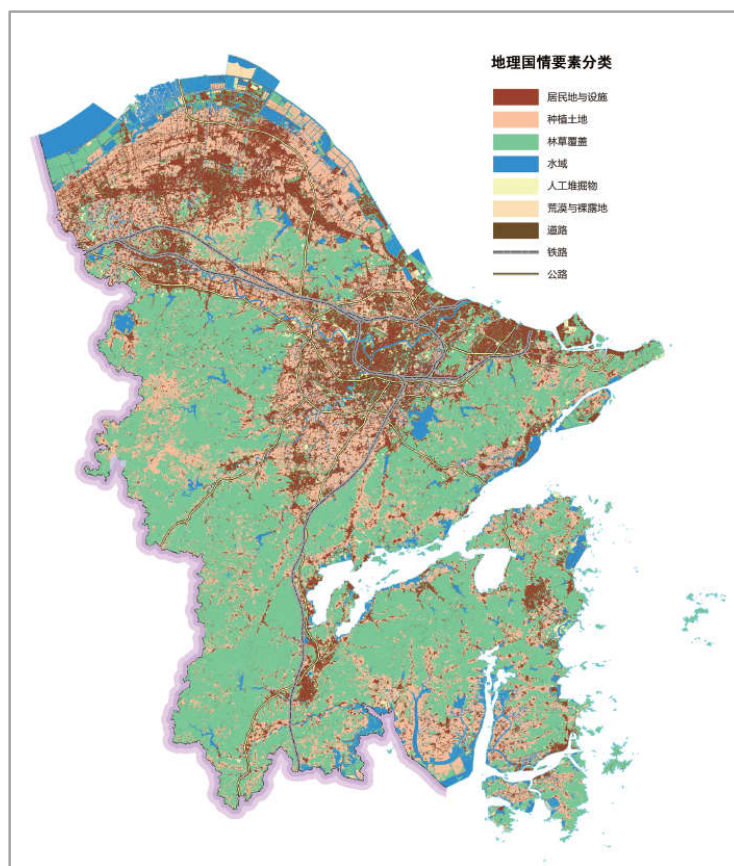 地理国情要素分类
居民地与设施
种植土地
林草覆盖
水域
人工堆掘物
荒漠与裸露地
道路
铁路
公路